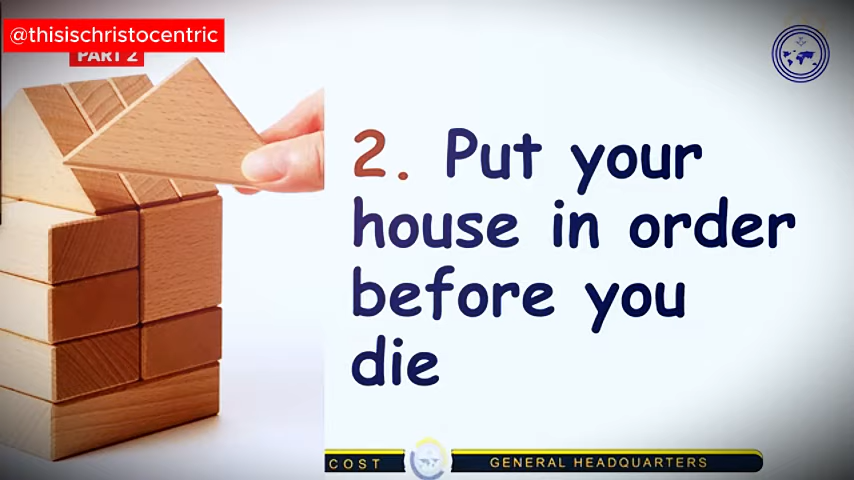 @thisischristocentric
PART 2
2. Put your
house in order
before you
die
COST
GENERAL HEADQUARTERS